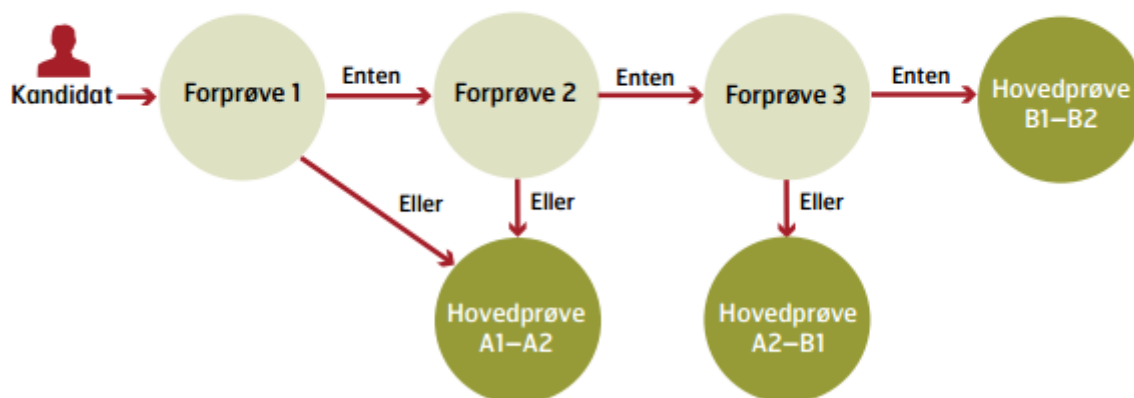 Kandidat
Forprøve 1
Enten
Forprøve 2
Enten
Forprøve 3
Enten
Hovedprøve
B1–B2
Eller
Eller
Eller
Hovedprøve
A1–A2
Hovedprøve
A2–B1